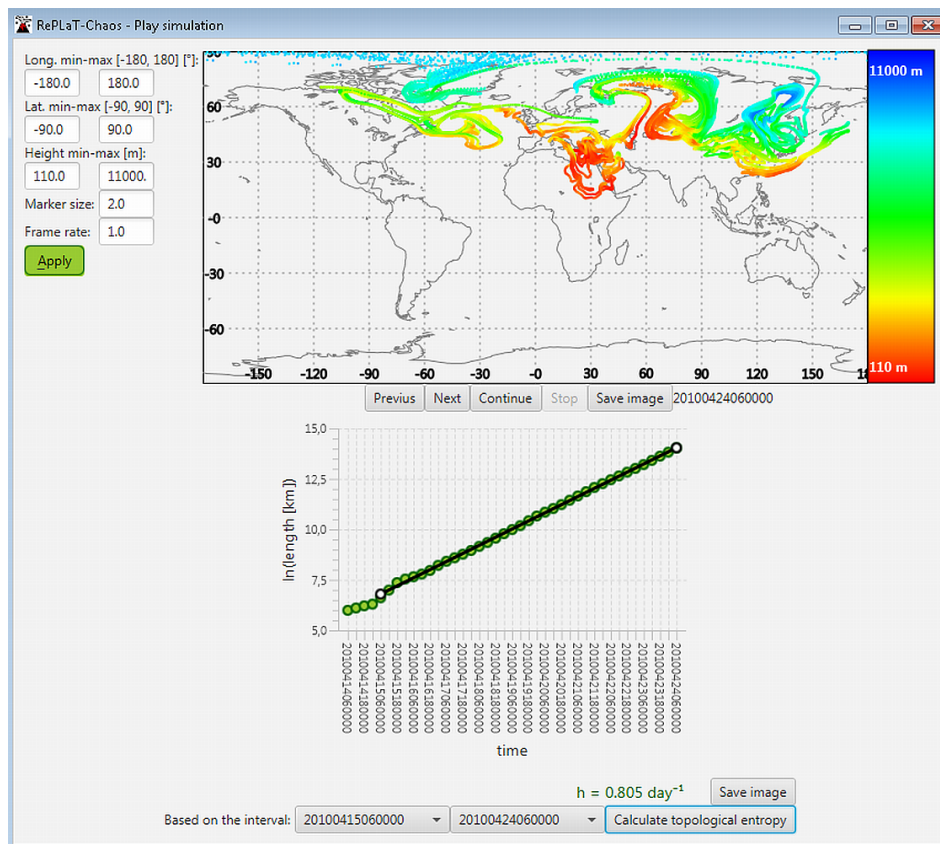 RePLaT-Chaos - Play simulation
Long. min-max [-180, 180] [°]:
-180.0 180.0
Lat. min-max [-90, 90] [°]:
-90.0 90.0
Height min-max [m]:
110.0 11000.
Marker size: 2.0
Frame rate: 1.0
Apply
60
30
-0
-30
-60
-150 -120 -90 -60 -30 -0 30 60 90 120 150
11000 m
110 m
Previus Next Continue Stop Save image 20100424060000
15,0
12,5
10,0
7,5
5,0
ln(length [km])
20100414060000
20100414180000
20100415060000
20100415180000
20100416060000
20100416180000
20100417060000
20100417180000
20100418060000
20100418180000
20100419060000
20100419180000
20100420060000
20100420180000
20100421060000
20100421180000
20100422060000
20100422180000
20100423060000
20100423180000
20100424060000
time
h = 0.805 day⁻¹ Save image
Based on the interval: 20100415060000 20100424060000 Calculate topological entropy